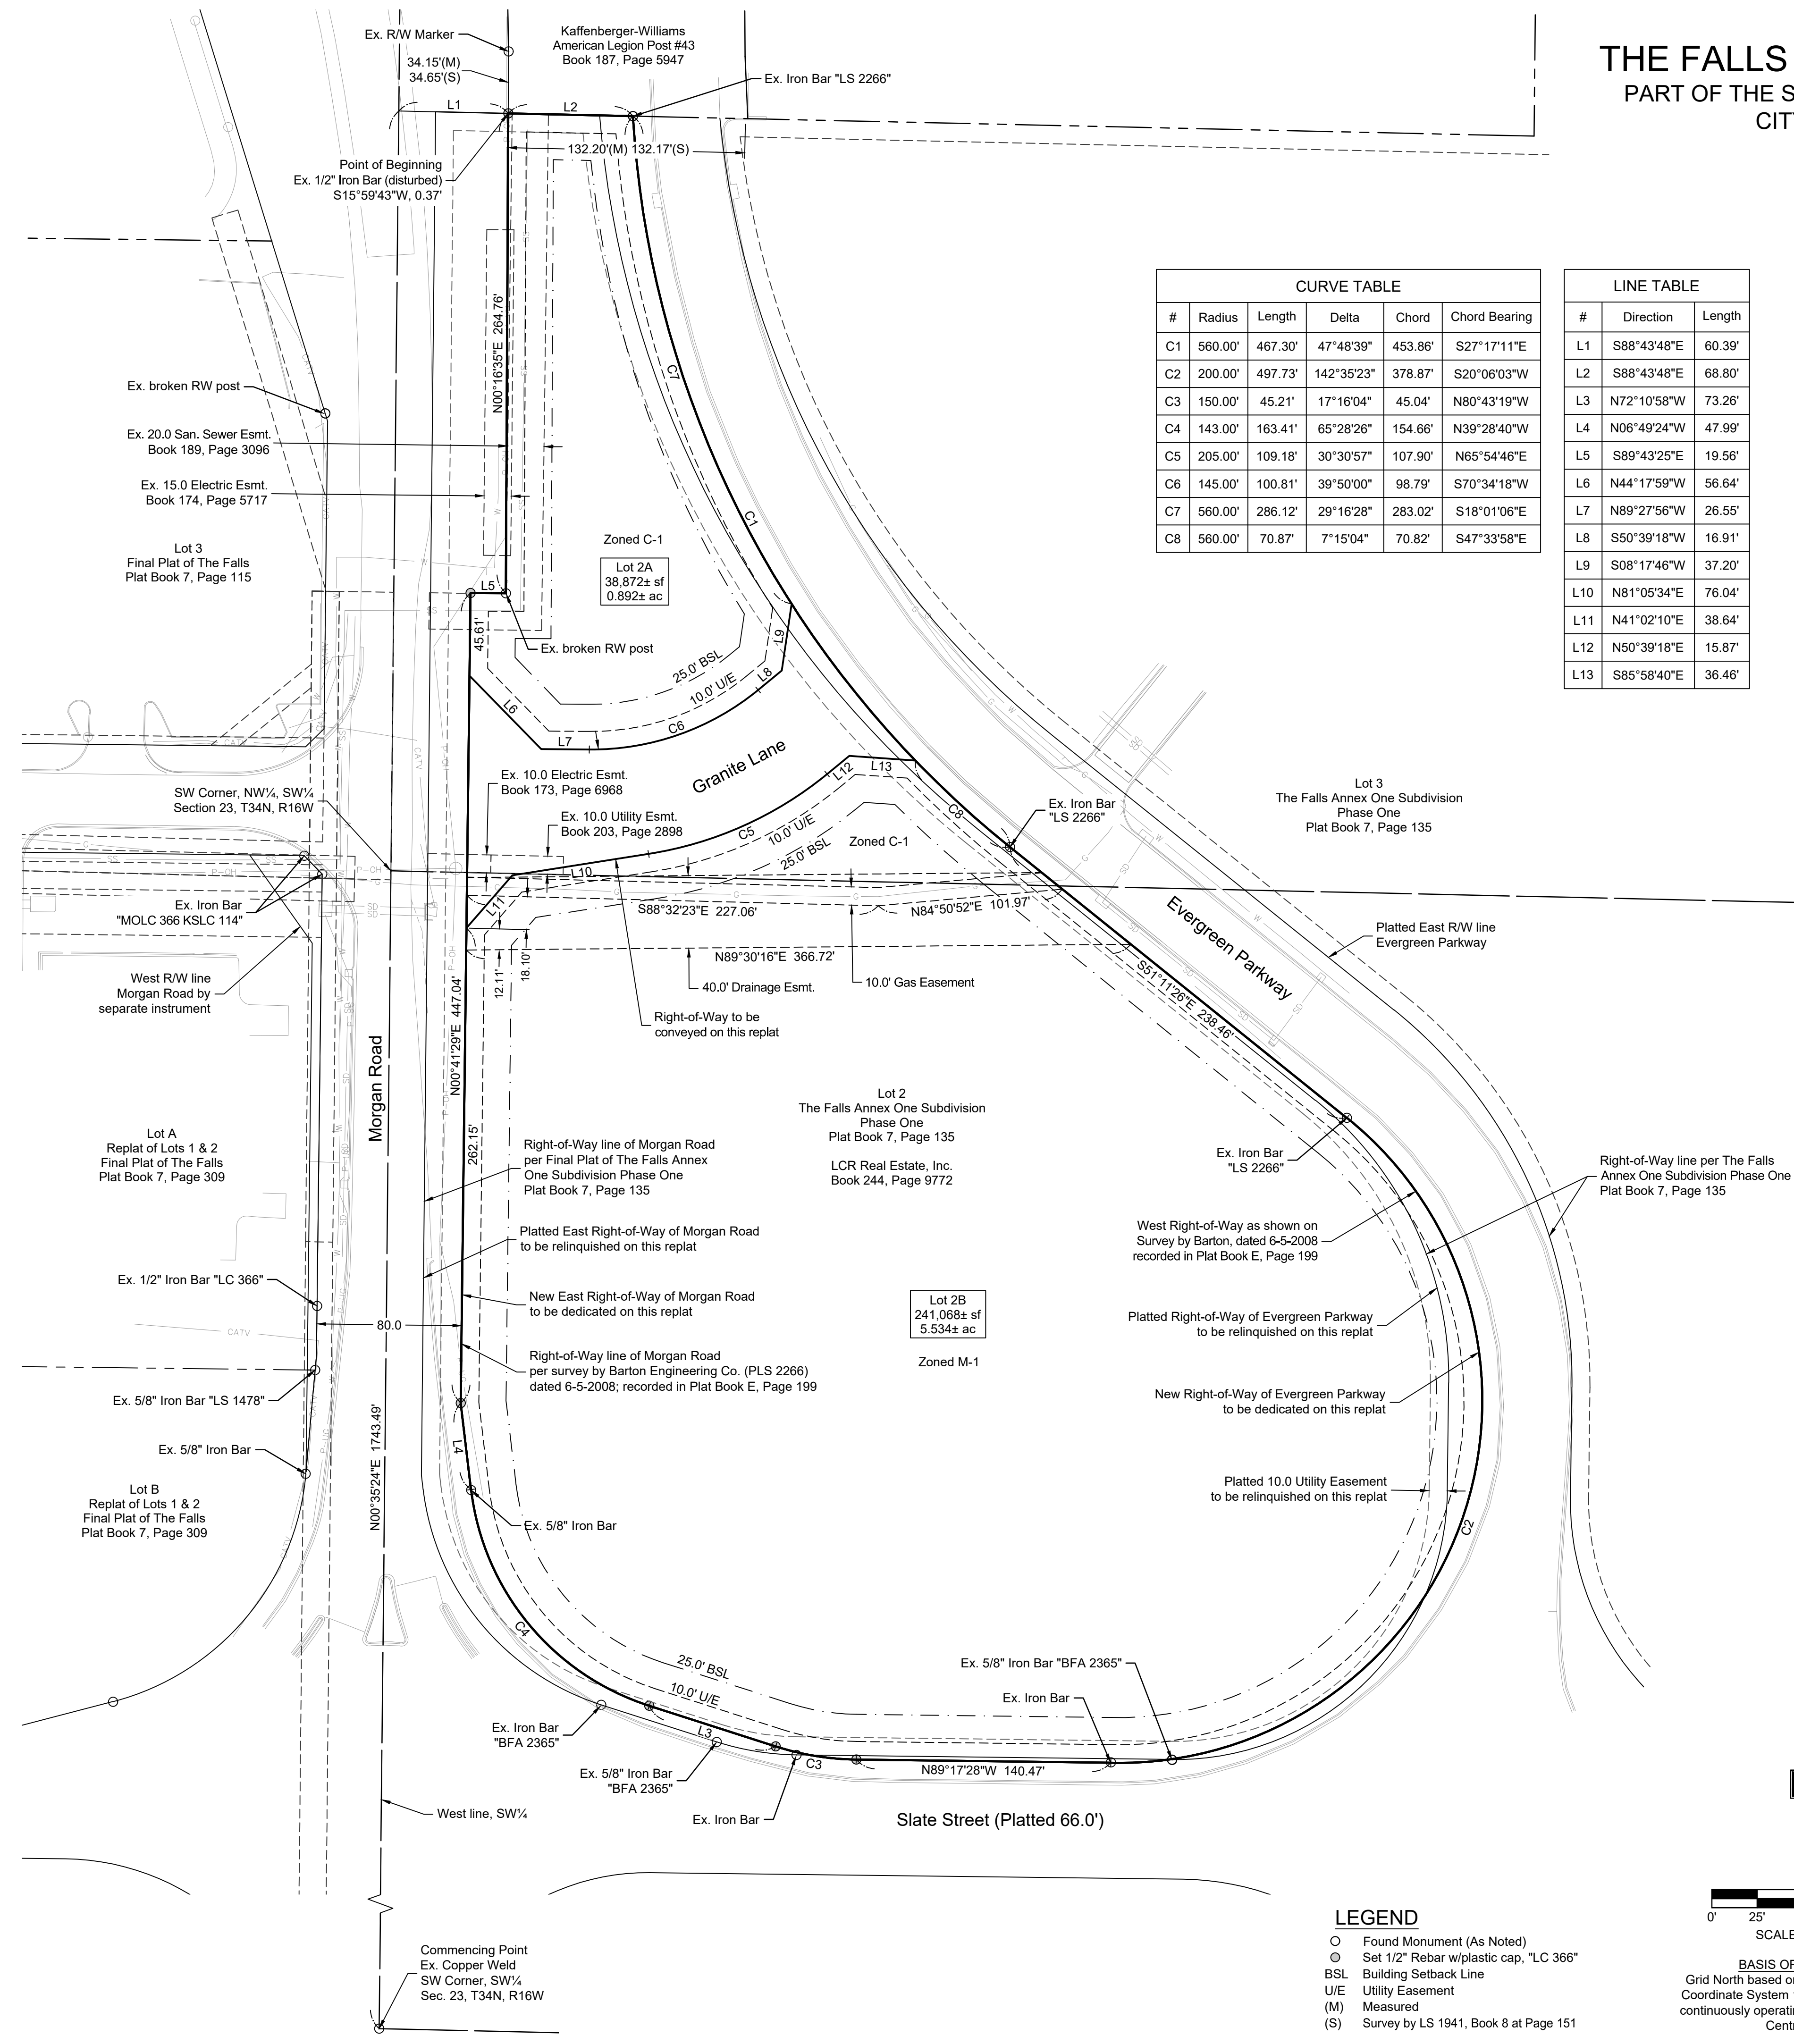 THE FALLS
PART OF THE S
CIT
Ex. R/W Marker
34.15'(M)
34.65'(S)
Kaffenberger-Williams
American Legion Post #43
Book 187, Page 5947
Ex. Iron Bar "LS 2266"
L1
L2
132.20'(M) 132.17'(S)
Point of Beginning
Ex. 1/2" Iron Bar (disturbed)
S15°59'43"W, 0.37'
N00°16'35"E 264.76'
C7
CURVE TABLE
# Radius Length Delta Chord Chord Bearing
C1 560.00' 467.30' 47°48'39" 453.86' S27°17'11"E
C2 200.00' 497.73' 142°35'23" 378.87' S20°06'03"W
C3 150.00' 45.21' 17°16'04" 45.04' N80°43'19"W
C4 143.00' 163.41' 65°28'26" 154.66' N39°28'40"W
C5 205.00' 109.18' 30°30'57" 107.90' N65°54'46"E
C6 145.00' 100.81' 39°50'00" 98.79' S70°34'18"W
C7 560.00' 286.12' 29°16'28" 283.02' S18°01'06"E
C8 560.00' 70.87' 7°15'04" 70.82' S47°33'58"E
LINE TABLE
# Direction Length
L1 S88°43'48"E 60.39'
L2 S88°43'48"E 68.80'
L3 N72°10'58"W 73.26'
L4 N06°49'24"W 47.99'
L5 S89°43'25"E 19.56'
L6 N44°17'59"W 56.64'
L7 N89°27'56"W 26.55'
L8 S50°39'18"W 16.91'
L9 S08°17'46"W 37.20'
L10 N81°05'34"E 76.04'
L11 N41°02'10"E 38.64'
L12 N50°39'18"E 15.87'
L13 S85°58'40"E 36.46'
Ex. broken RW post
Ex. 20.0 San. Sewer Esmt.
Book 189, Page 3096
Ex. 15.0 Electric Esmt.
Book 174, Page 5717
Lot 3
Final Plat of The Falls
Plat Book 7, Page 115
C1
Zoned C-1
Lot 2A
38,872± sf
0.892± ac
L5
45.61'
Ex. broken RW post
25.0' BSL
10.0' U/E
L9
L8
L6
C6
L7
Granite Lane
L12
L13
C8
SW Corner, NW¼, SW¼
Section 23, T34N, R16W
Ex. 10.0 Electric Esmt.
Book 173, Page 6968
Ex. 10.0 Utility Esmt.
Book 203, Page 2898
C5
10.0' U/E
25.0' BSL
Zoned C-1
Ex. Iron Bar
"LS 2266"
Lot 3
The Falls Annex One Subdivision
Phase One
Plat Book 7, Page 135
L10
L11
Ex. Iron Bar
"MOLC 366 KSLC 114"
S88°32'23"E 227.06'
N84°50'52"E 101.97'
Evergreen Parkway
Platted East R/W line
Evergreen Parkway
West R/W line
Morgan Road by
separate instrument
12.11'
18.10'
N89°30'16"E 366.72'
40.0' Drainage Esmt.
10.0' Gas Easement
S51°11'26"E 238.46'
Right-of-Way to be
conveyed on this replat
N00°41'29"E 447.04'
Morgan Road
262.15'
Lot 2
The Falls Annex One Subdivision
Phase One
Plat Book 7, Page 135
LCR Real Estate, Inc.
Book 244, Page 9772
Lot A
Replat of Lots 1 & 2
Final Plat of The Falls
Plat Book 7, Page 309
Right-of-Way line of Morgan Road
per Final Plat of The Falls Annex
One Subdivision Phase One
Plat Book 7, Page 135
Ex. Iron Bar
"LS 2266"
Right-of-Way line per The Falls
Annex One Subdivision Phase One
Plat Book 7, Page 135
Platted East Right-of-Way of Morgan Road
to be relinquished on this replat
West Right-of-Way as shown on
Survey by Barton, dated 6-5-2008
recorded in Plat Book E, Page 199
Ex. 1/2" Iron Bar "LC 366"
80.0
New East Right-of-Way of Morgan Road
to be dedicated on this replat
Lot 2B
241,068± sf
5.534± ac
Zoned M-1
Platted Right-of-Way of Evergreen Parkway
to be relinquished on this replat
Right-of-Way line of Morgan Road
per survey by Barton Engineering Co. (PLS 2266)
dated 6-5-2008; recorded in Plat Book E, Page 199
New Right-of-Way of Evergreen Parkway
to be dedicated on this replat
Ex. 5/8" Iron Bar "LS 1478"
Ex. 5/8" Iron Bar
L4
N00°35'24"E 1743.49'
Lot B
Replat of Lots 1 & 2
Final Plat of The Falls
Plat Book 7, Page 309
Ex. 5/8" Iron Bar
Platted 10.0 Utility Easement
to be relinquished on this replat
C2
C4
25.0' BSL
10.0' U/E
Ex. 5/8" Iron Bar "BFA 2365"
Ex. Iron Bar
Ex. Iron Bar
"BFA 2365"
L3
C3
N89°17'28"W 140.47'
Ex. 5/8" Iron Bar
"BFA 2365"
Ex. Iron Bar
West line, SW¼
Slate Street (Platted 66.0')
Commencing Point
Ex. Copper Weld
SW Corner, SW¼
Sec. 23, T34N, R16W
LEGEND
Found Monument (As Noted)
Set 1/2" Rebar w/plastic cap, "LC 366"
BSL Building Setback Line
U/E Utility Easement
(M) Measured
(S) Survey by LS 1941, Book 8 at Page 151
0' 25'
SCALE
BASIS OF
Grid North based o
Coordinate System
continuously operati
Cent